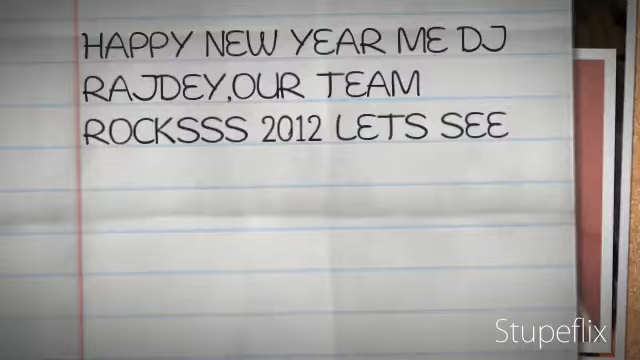 HAPPY NEW YEAR ME DJ
RAJDEY,OUR TEAM
ROCKSSS 2012 LETS SEE
Stupeflix